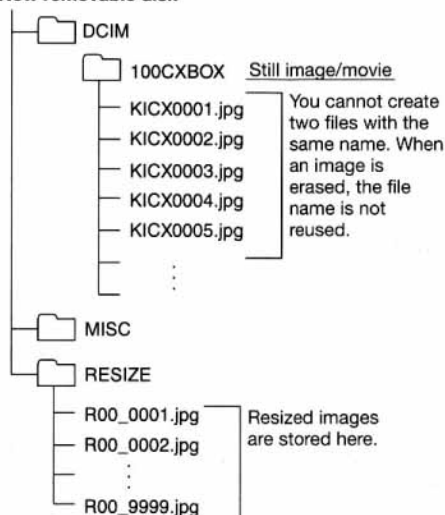 DCIM
100CXBOX Still image/movie
KICX0001.jpg
KICX0002.jpg
KICX0003.jpg
KICX0004.jpg
KICX0005.jpg
You cannot create
two files with the
same name. When
an image is
erased, the file
name is not
reused.
MISC
RESIZE
R00_0001.jpg
R00_0002.jpg
R00_9999.jpg
Resized images
are stored here.